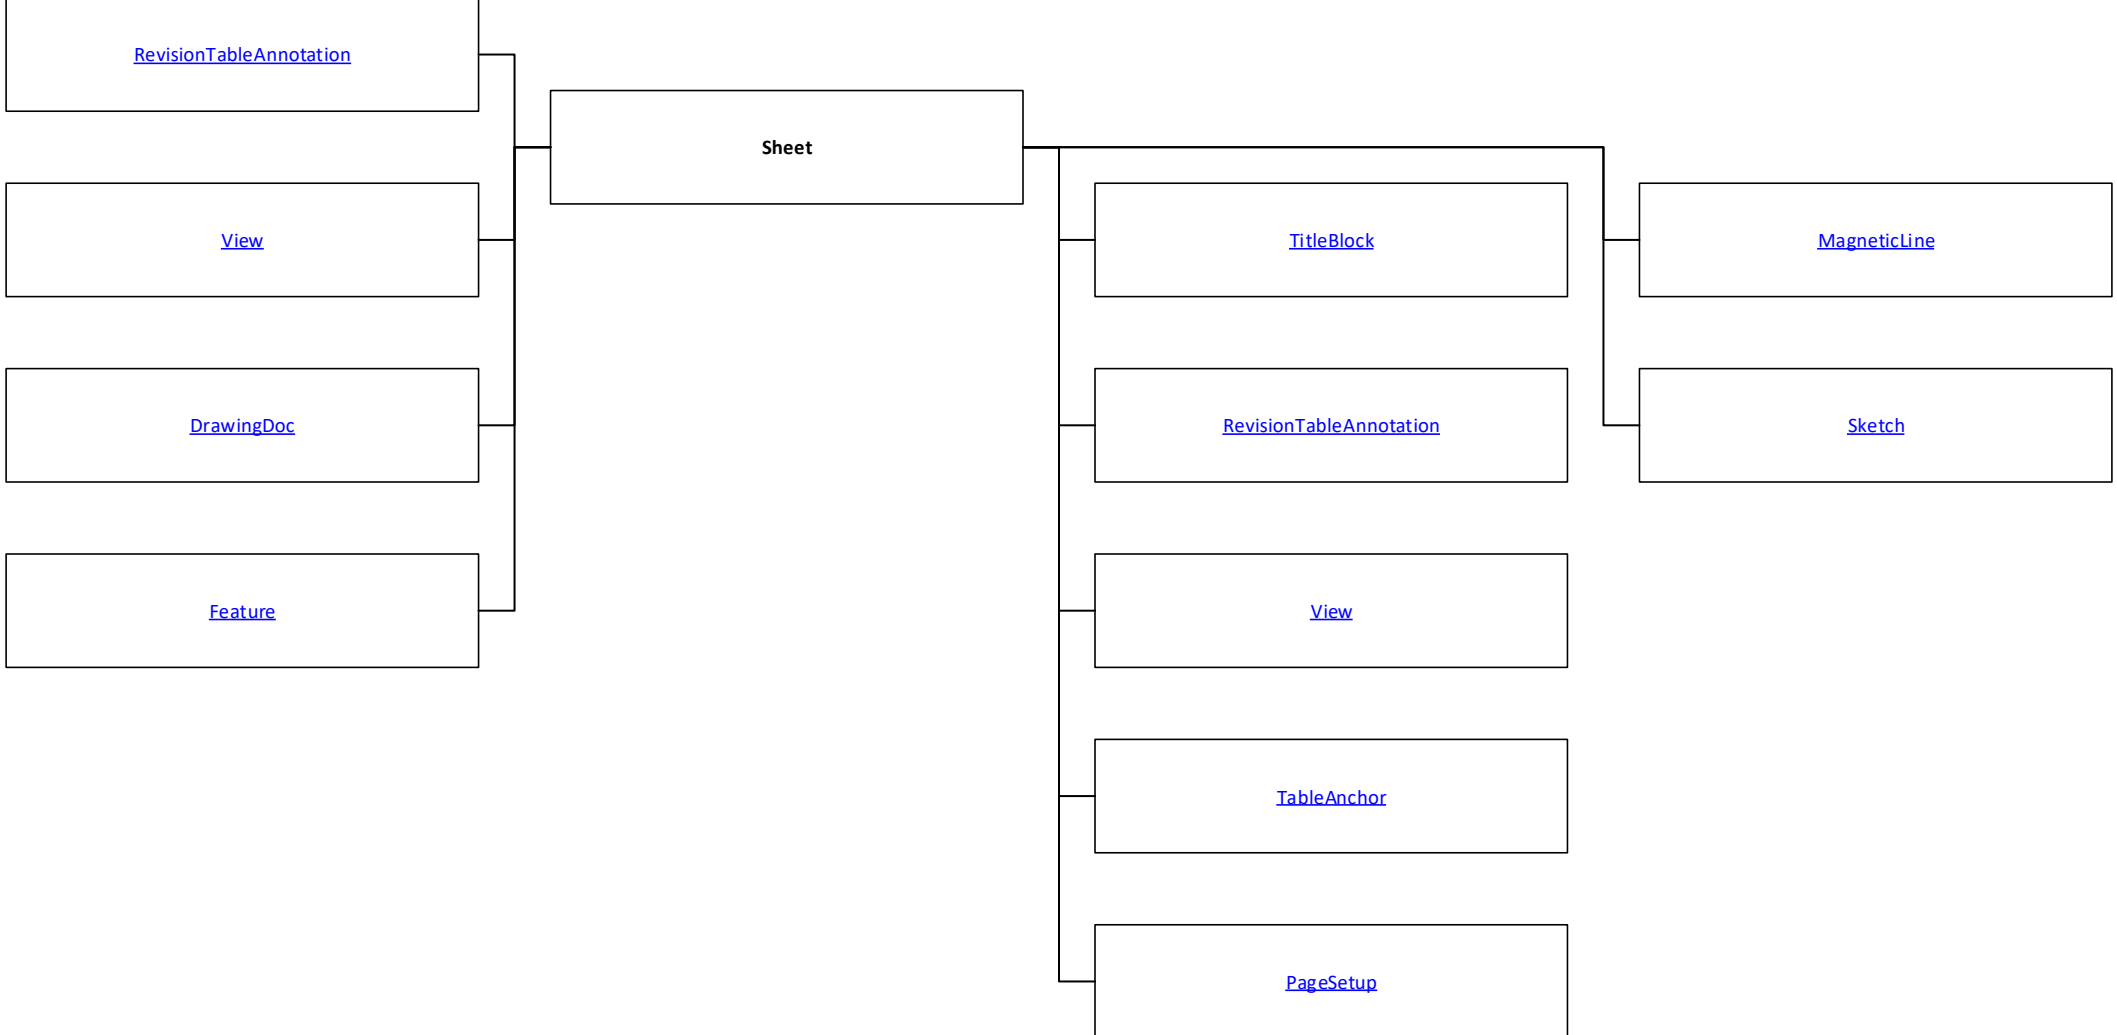 RevisionTableAnnotation
Sheet
View
TitleBlock
MagneticLine
DrawingDoc
RevisionTableAnnotation
Sketch
Feature
View
TableAnchor
PageSetup